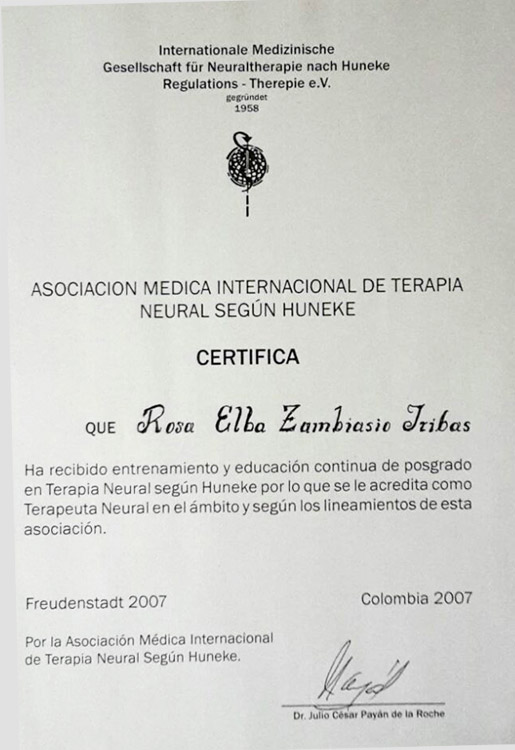 Internationale Medizinische
Gesellschaft für Neuraltherapie nach Huneke
Regulations - Therepie e.V.
gegründet
1958
ASOCIACION MEDICA INTERNACIONAL DE TERAPIA
NEURAL SEGÚN HUNEKE
CERTIFICA
QUE Rosa Elba Zambiasio Tribas
Ha recibido entrenamiento y educación continua de posgrado
en Terapia Neural según Huneke por lo que se le acredita como
Terapeuta Neural en el ámbito y según los lineamientos de esta
asociación.
Freudenstadt 2007 Colombia 2007
Por la Asociación Médica Internacional
de Terapia Neural Según Huneke.
Dr. Julio César Payán de la Roche